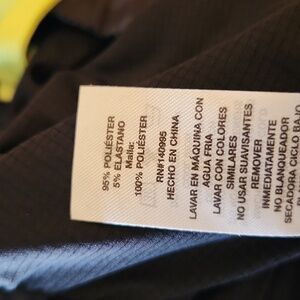 95% POLIÉSTER
5% ELASTANO
Malla:
100% POLIÉSTER
RN#140995
HECHO EN CHINA
LAVAR EN MÁQUINA CON
AGUA FRIA
LAVAR CON COLORES
SIMILARES
NO USAR SUAVISANTES
REMOVER
INMEDIATAMENTE
NO BLANQUEADOR
SECADORA CICLO BAJO